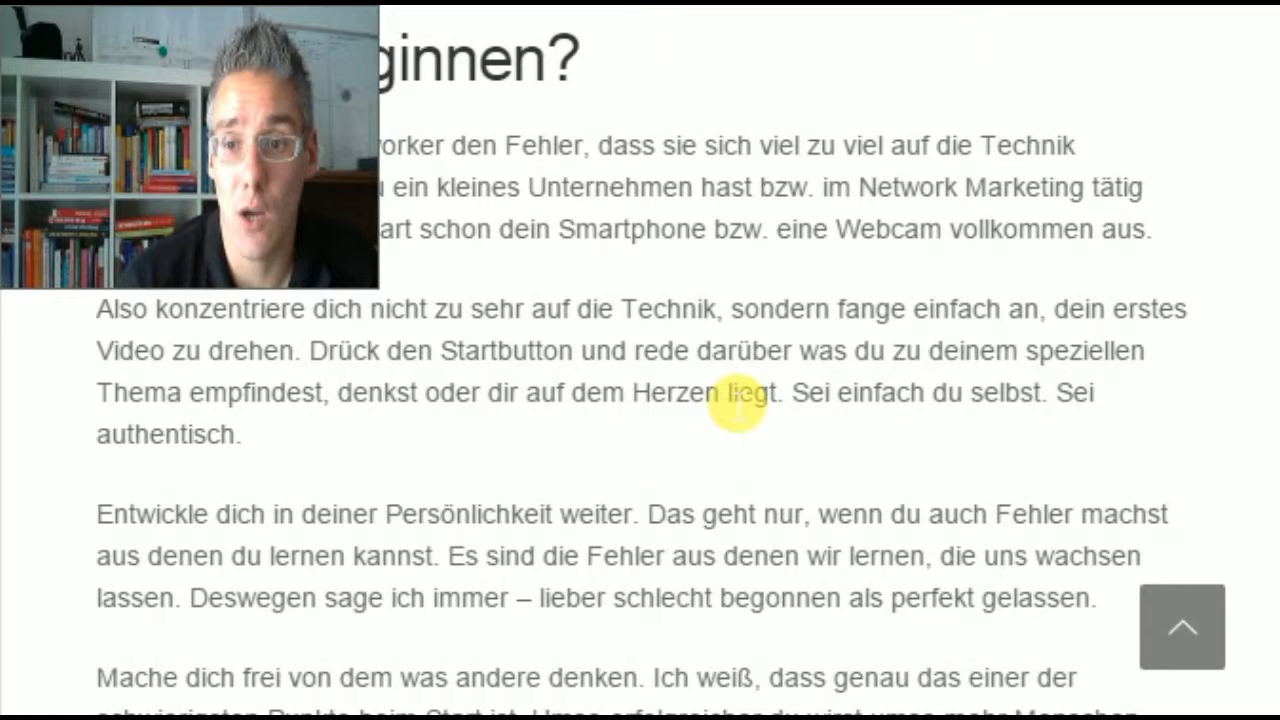 ginnen?
orker den Fehler, dass sie sich viel zu viel auf die Technik
ein kleines Unternehmen hast bzw. im Network Marketing tätig
art schon dein Smartphone bzw. eine Webcam vollkommen aus.
Also konzentriere dich nicht zu sehr auf die Technik, sondern fange einfach an, dein erstes
Video zu drehen. Drück den Startbutton und rede darüber was du zu deinem speziellen
Thema empfindest, denkst oder dir auf dem Herzen liegt. Sei einfach du selbst. Sei
authentisch.
Entwickle dich in deiner Persönlichkeit weiter. Das geht nur, wenn du auch Fehler machst
aus denen du lernen kannst. Es sind die Fehler aus denen wir lernen, die uns wachsen
lassen. Deswegen sage ich immer – lieber schlecht begonnen als perfekt gelassen.
Mache dich frei von dem was andere denken. Ich weiß, dass genau das einer der